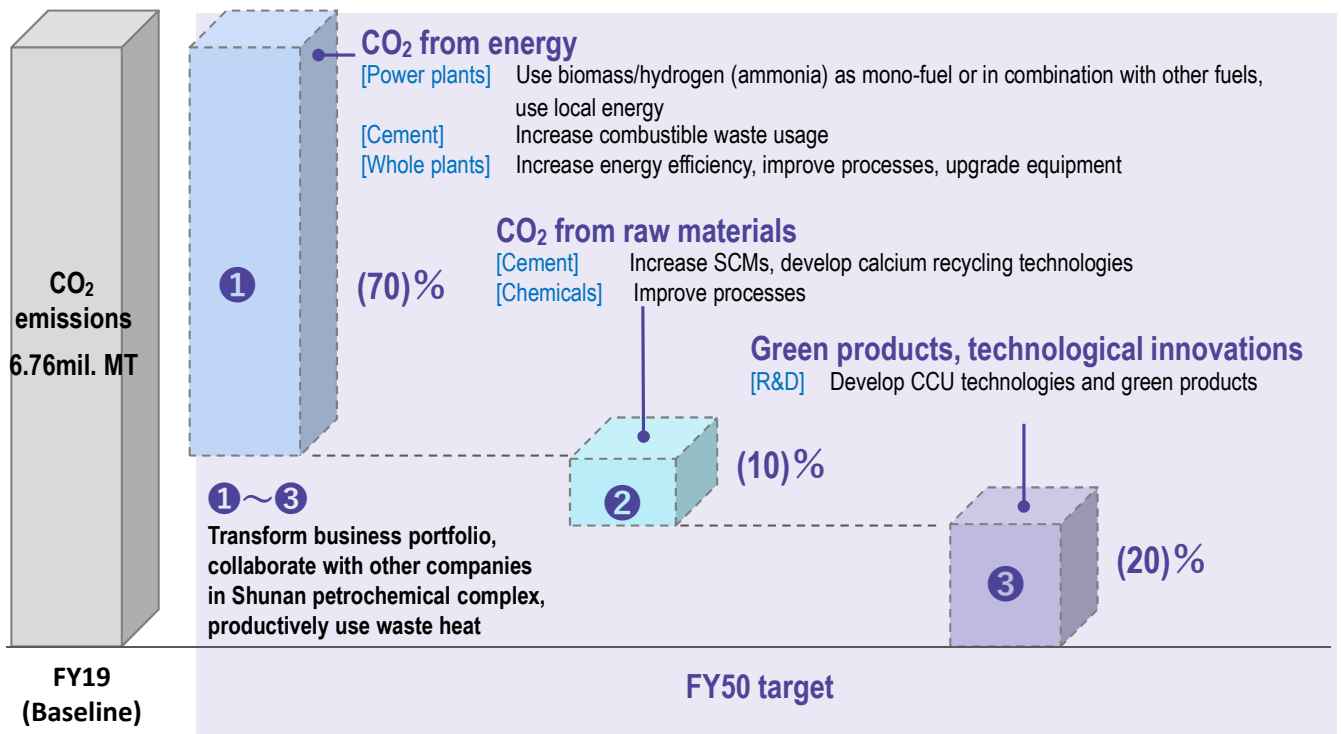 CO₂ emissions
6.76mil. MT
FY19
(Baseline)
CO₂ from energy
[Power plants] Use biomass/hydrogen (ammonia) as mono-fuel or in combination with other fuels,
use local energy
[Cement] Increase combustible waste usage
[Whole plants] Increase energy efficiency, improve processes, upgrade equipment
❶
(70)%
CO₂ from raw materials
[Cement] Increase SCMs, develop calcium recycling technologies
[Chemicals] Improve processes
❷
(10)%
Green products, technological innovations
[R&D] Develop CCU technologies and green products
❸
(20)%
❶～❸
Transform business portfolio,
collaborate with other companies
in Shunan petrochemical complex,
productively use waste heat
FY50 target